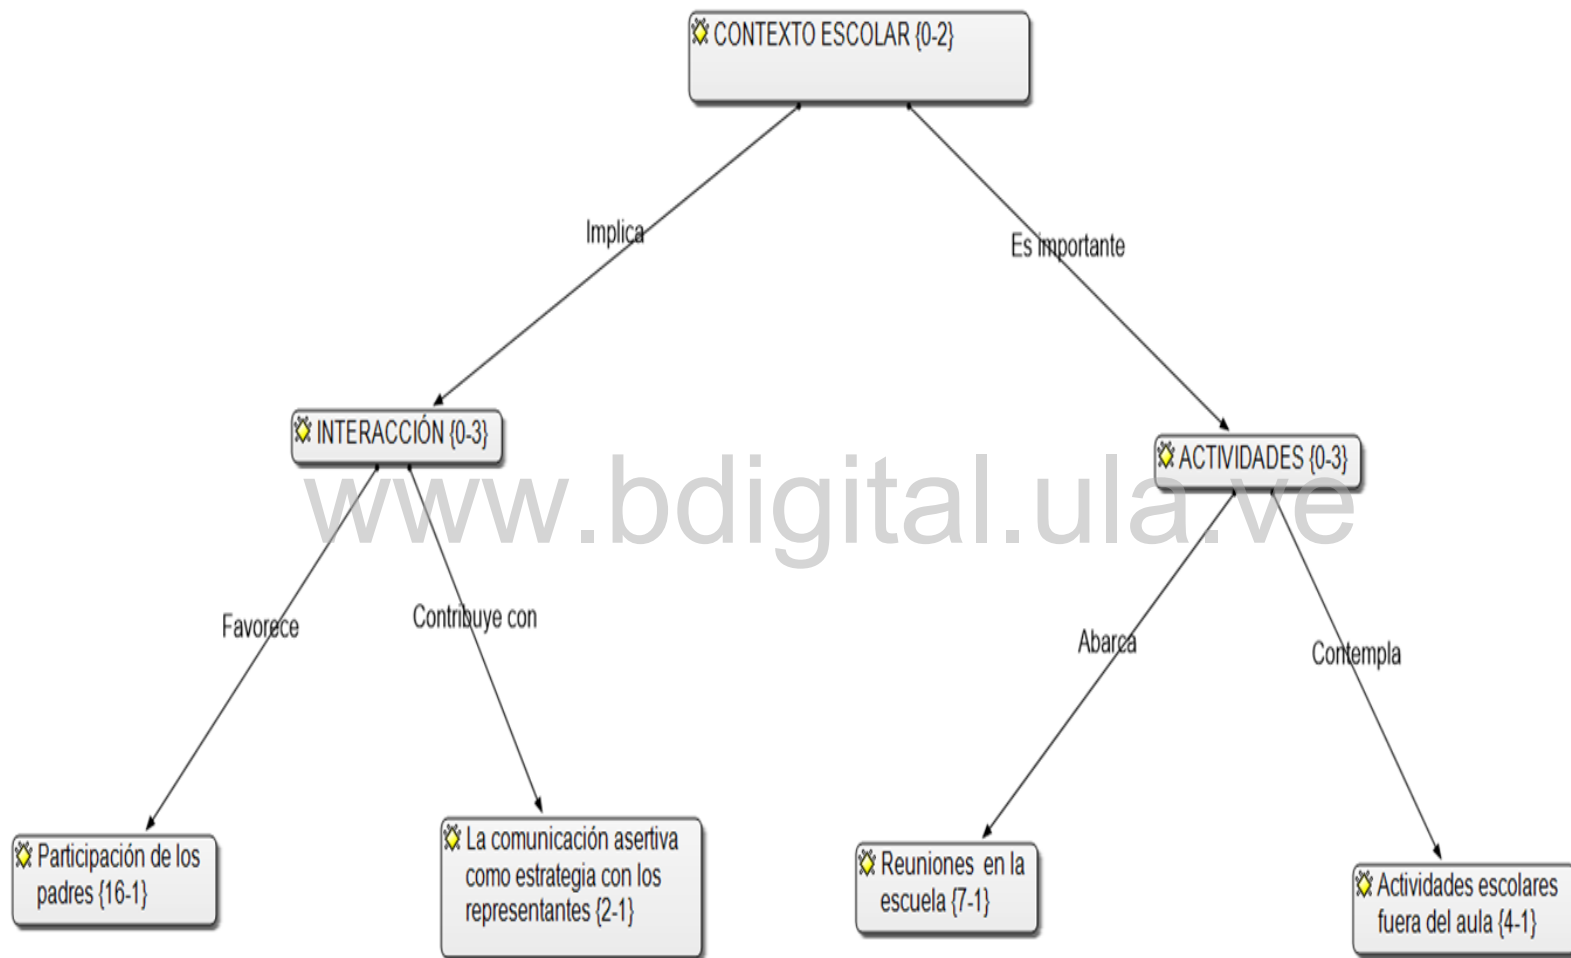 CONTEXTO ESCOLAR {0-2}
Implica
Es importante
INTERACCIÓN {0-3}
ACTIVIDADES {0-3}
www.bdigital.ula.ve
Favorece
Contribuye con
Abarca
Contempla
Participación de los
padres {16-1}
La comunicación asertiva
como estrategia con los
representantes {2-1}
Reuniones en la
escuela {7-1}
Actividades escolares
fuera del aula {4-1}